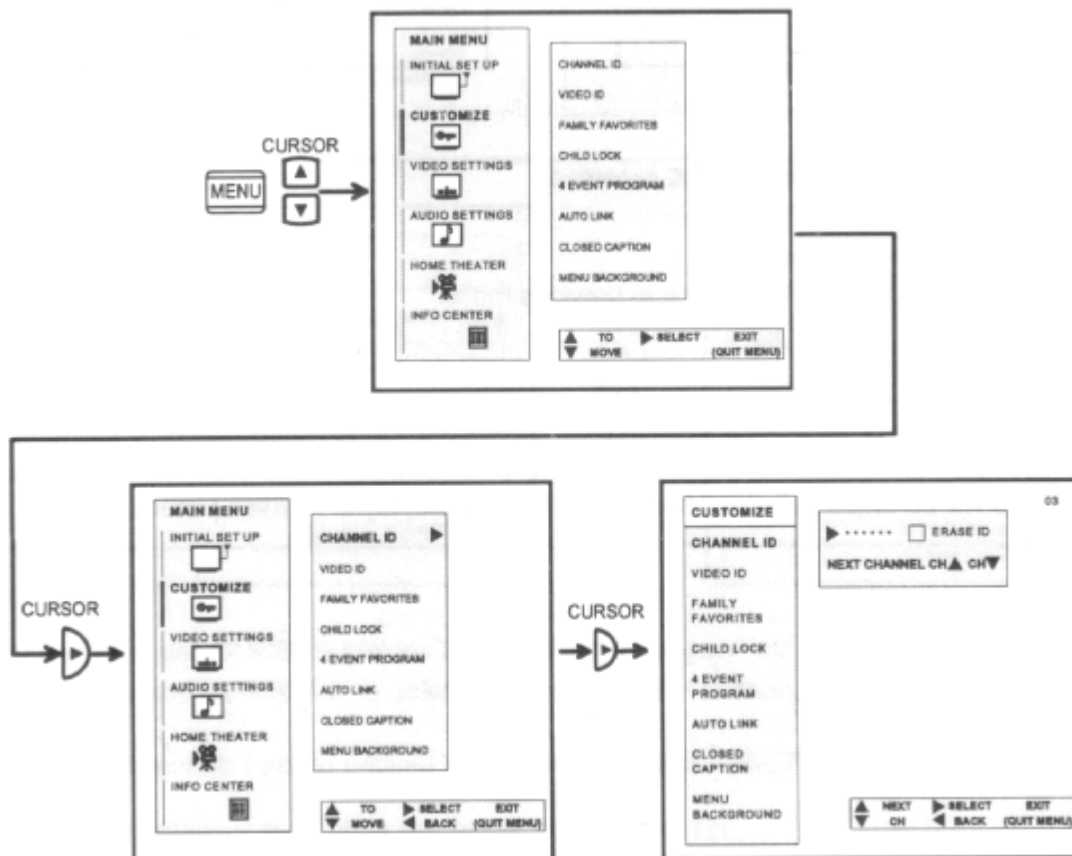 MAIN MENU
INITIAL SET UP
CUSTOMIZE
VIDEO SETTINGS
AUDIO SETTINGS
HOME THEATER
INFO CENTER
CHANNEL ID
VIDEO ID
FAMILY FAVORITES
CHILD LOCK
4 EVENT PROGRAM
AUTO LINK
CLOSED CAPTION
MENU BACKGROUND
▲ TO ▶ SELECT EXIT
▼ MOVE (QUIT MENU)
CURSOR
MENU
▲
▼
CURSOR
▶
MAIN MENU
INITIAL SET UP
CUSTOMIZE
VIDEO SETTINGS
AUDIO SETTINGS
HOME THEATER
INFO CENTER
CHANNEL ID ▶
VIDEO ID
FAMILY FAVORITES
CHILD LOCK
4 EVENT PROGRAM
AUTO LINK
CLOSED CAPTION
MENU BACKGROUND
▲ TO ▶ SELECT EXIT
▼ MOVE ◀ BACK (QUIT MENU)
CURSOR
▶
03
CUSTOMIZE
CHANNEL ID
VIDEO ID
FAMILY
FAVORITES
CHILD LOCK
4 EVENT
PROGRAM
AUTO LINK
CLOSED
CAPTION
MENU
BACKGROUND
▶ ...... □ ERASE ID
NEXT CHANNEL CH▲ CH▼
▲ NEXT ▶ SELECT EXIT
▼ CH ◀ BACK (QUIT MENU)